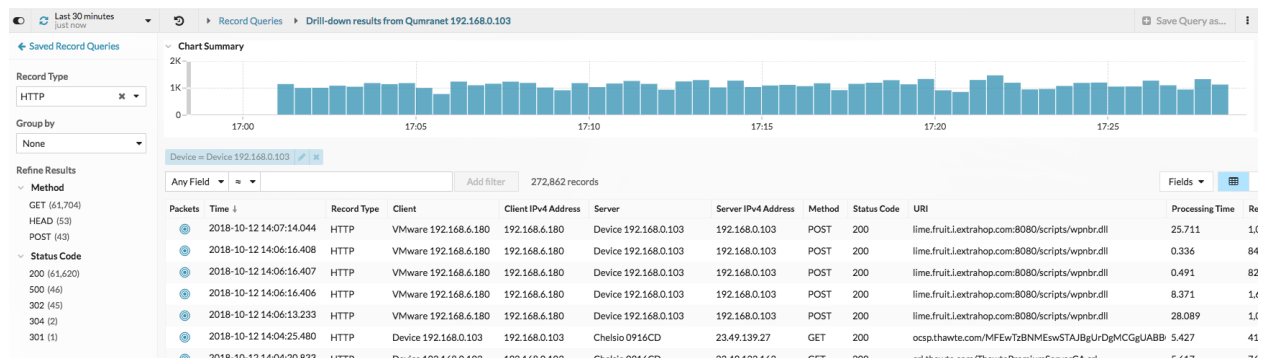 Last 30 minutes
just now
Record Queries
Drill-down results from Qumranet 192.168.0.103
Save Query as...
Saved Record Queries
Record Type
HTTP
Group by
None
Refine Results
Method
GET (61,704)
HEAD (53)
POST (43)
Status Code
200 (61,620)
500 (46)
302 (45)
304 (2)
301 (1)
Chart Summary
2K
1K
0
17:00 17:05 17:10 17:15 17:20 17:25
Device = Device 192.168.0.103
Any Field ≈ Add filter 272,862 records Fields
Packets Time ↓ Record Type Client Client IPv4 Address Server Server IPv4 Address Method Status Code URI Processing Time Re
2018-10-12 14:07:14.044 HTTP VMware 192.168.6.180 192.168.6.180 Device 192.168.0.103 192.168.0.103 POST 200 lime.fruit.i.extrahop.com:8080/scripts/wpnbr.dll 25.711 1,0
2018-10-12 14:06:16.408 HTTP VMware 192.168.6.180 192.168.6.180 Device 192.168.0.103 192.168.0.103 POST 200 lime.fruit.i.extrahop.com:8080/scripts/wpnbr.dll 0.336 84
2018-10-12 14:06:16.407 HTTP VMware 192.168.6.180 192.168.6.180 Device 192.168.0.103 192.168.0.103 POST 200 lime.fruit.i.extrahop.com:8080/scripts/wpnbr.dll 0.491 82
2018-10-12 14:06:16.406 HTTP VMware 192.168.6.180 192.168.6.180 Device 192.168.0.103 192.168.0.103 POST 200 lime.fruit.i.extrahop.com:8080/scripts/wpnbr.dll 8.371 1,6
2018-10-12 14:06:13.233 HTTP VMware 192.168.6.180 192.168.6.180 Device 192.168.0.103 192.168.0.103 POST 200 lime.fruit.i.extrahop.com:8080/scripts/wpnbr.dll 28.089 1,0
2018-10-12 14:04:25.480 HTTP Device 192.168.0.103 192.168.0.103 Chelsio 0916CD 23.49.139.27 GET 200 ocsp.thawte.com/MFEwTzBNMEswSTAJBgUrDgMCGgUABB 5.427 41